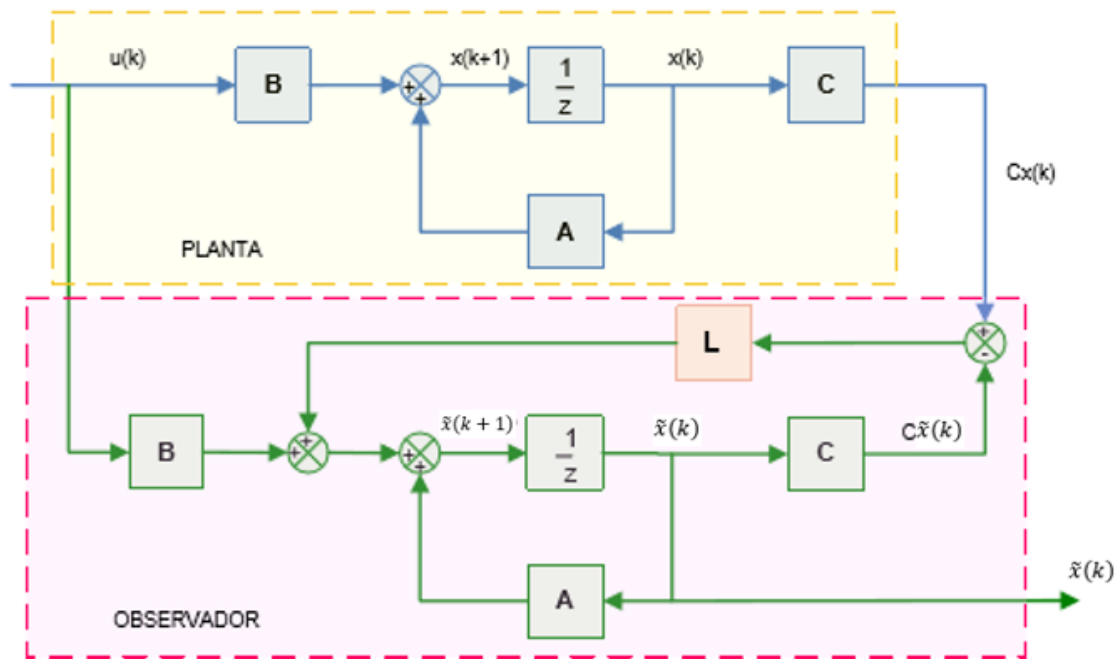 u(k)
B
+
+
x(k+1)
1
z
x(k)
C
Cx(k)
A
PLANTA
L
+
-
B
+
+
+
-
x̃(k + 1)
1
z
x̃(k)
C
Cx̃(k)
A
x̃(k)
OBSERVADOR